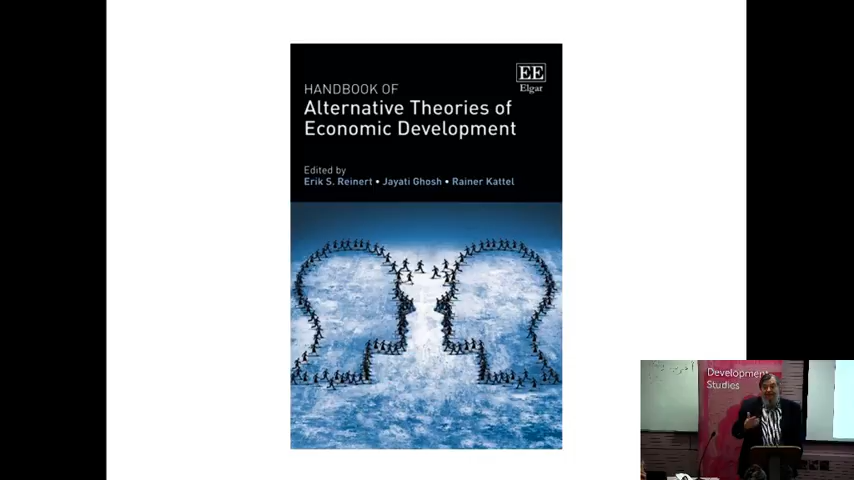 EE
Elgar
HANDBOOK OF
Alternative Theories of
Economic Development
Edited by
Erik S. Reinert • Jayati Ghosh • Rainer Kattel
Development
Studies